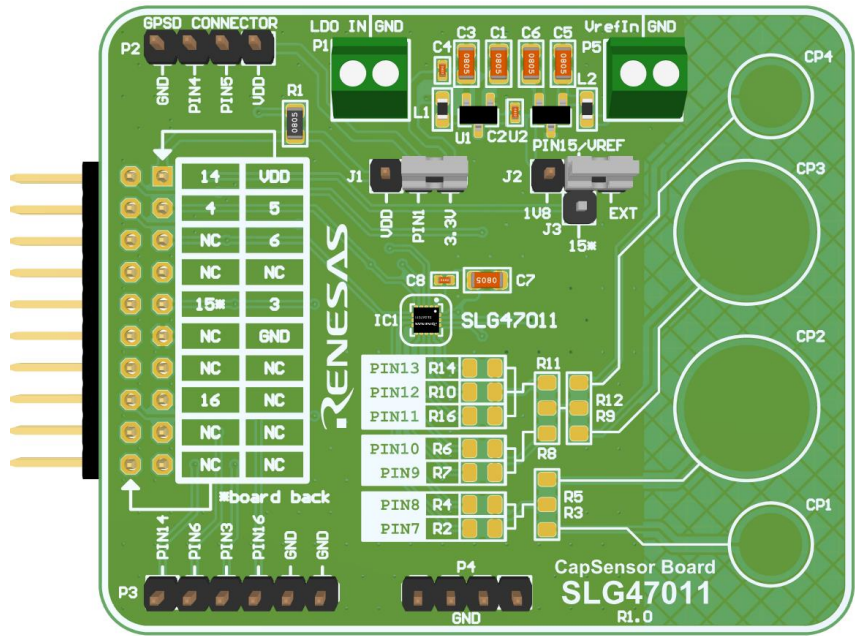 GPSD CONNECTOR
P2
GND
PIN4
PIN5
VDD
LDO IN GND
P1
C4
C3
C1
C6
C5
0805
0805
0805
0805
VrefIn GND
P5
CP4
R1
0805
L1
U1
C2
U2
L2
PIN15/VREF
CP3
14 VDD
4 5
NC 6
NC NC
15* 3
NC GND
NC NC
16 NC
NC NC
NC NC
*board back
J1
VDD
PIN1
3.3V
J2
1V8
J3
15*
EXT
RENESAS
C8
0805
C7
IC1
SLG47011
CP2
PIN13 R14
PIN12 R10
PIN11 R16
PIN10 R6
PIN9 R7
PIN8 R4
PIN7 R2
R11
R8
R12
R9
R5
R3
CP1
PIN14
PIN6
PIN3
PIN16
GND
GND
P3
P4
GND
CapSensor Board
SLG47011
R1.0